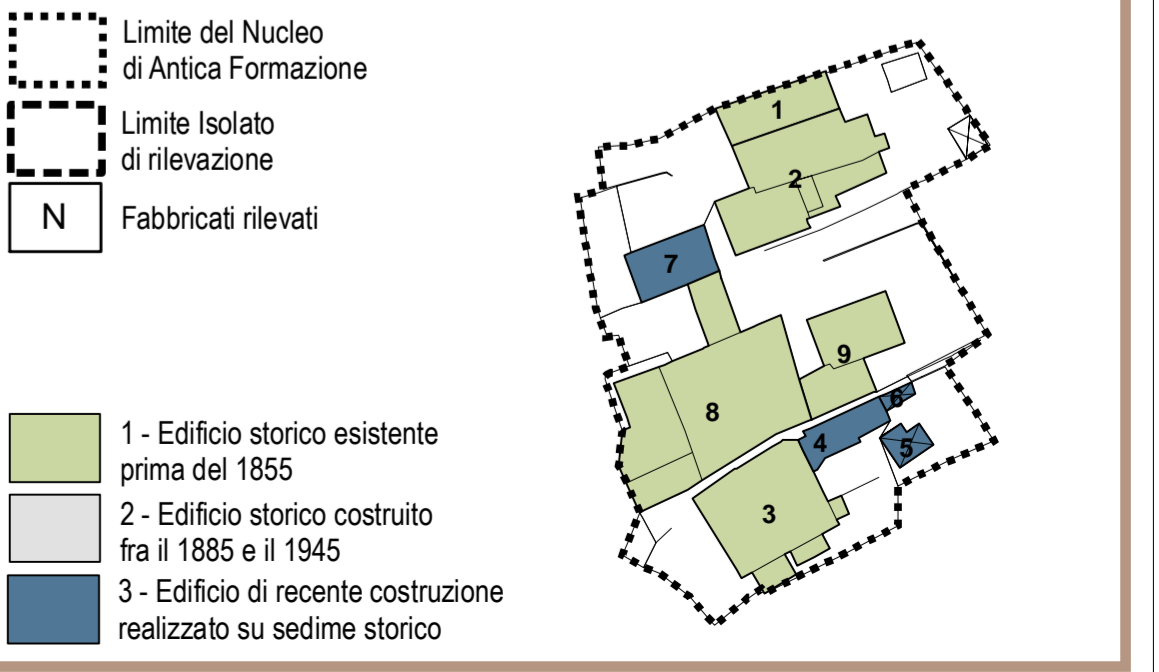 Limite del Nucleo
di Antica Formazione
Limite Isolato
di rilevazione
N
Fabbricati rilevati
1 - Edificio storico esistente
prima del 1855
2 - Edificio storico costruito
fra il 1885 e il 1945
3 - Edificio di recente costruzione
realizzato su sedime storico
1
2
7
9
6
8
4
5
3